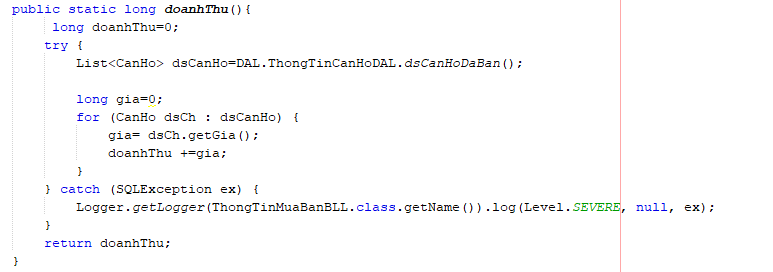 public static long doanhThu(){
long doanhThu=0;
try {
List<CanHo> dsCanHo=DAL.ThongTinCanHoDAL.dsCanHoDaBan();
long gia=0;
for (CanHo dsCh : dsCanHo) {
gia= dsCh.getGia();
doanhThu +=gia;
}
} catch (SQLException ex) {
Logger.getLogger(ThongTinMuaBanBLL.class.getName()).log(Level.SEVERE, null, ex);
}
return doanhThu;
}